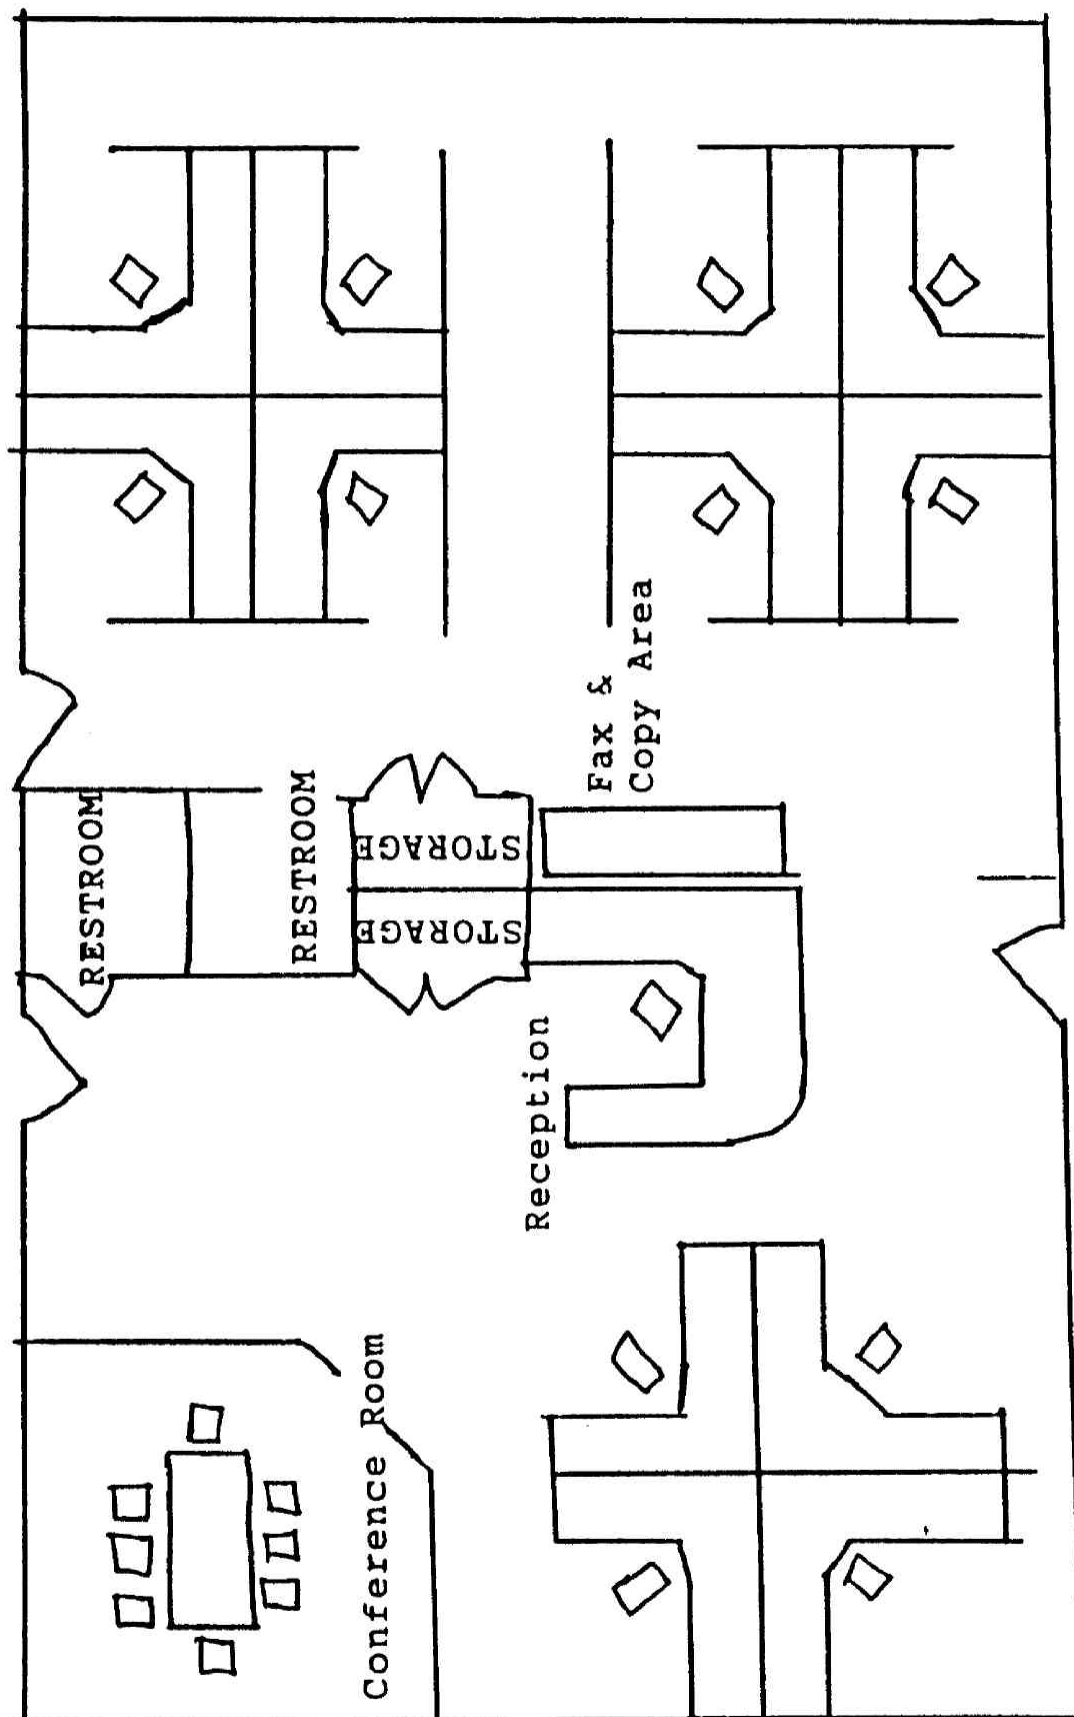 RESTROOM
RESTROOM
STORAGE
STORAGE
Fax &
Copy Area
Reception
Conference Room